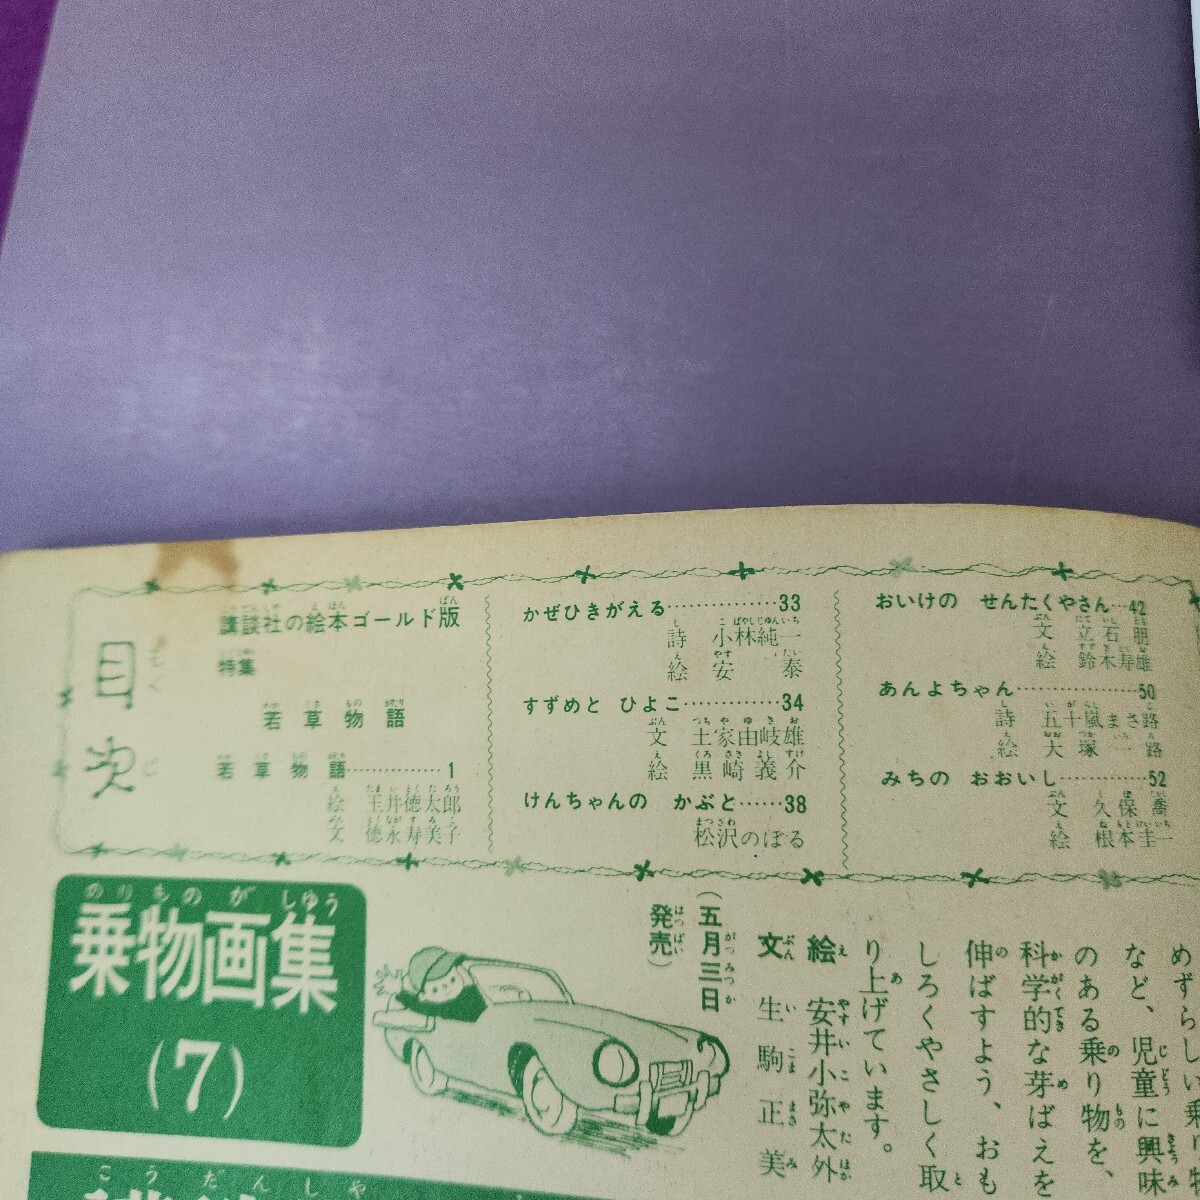 目次
講談社の絵本ゴールド版
特集
若草物語
若草物語…………… 1
絵 玉井徳太郎
文 徳永寿美子
かぜひきがえる……………33
詩 小林純一
絵 安 泰
すずめと ひよこ…………34
文 土家由岐雄
絵 黒崎義介
けんちゃんの かぶと……38
松沢のぼる
おいけの せんたくやさん…42
文 立石
絵 鈴木寿雄
あんよちゃん……………50
詩 五十嵐まさ路
絵 大塚一路
みちの おおいし…………52
文 久保喬
絵 根本圭一
乗物画集
(7)
めずらしい乗り物
など、児童に興味
のある乗り物を、
科学的な芽ばえを
伸ばすよう、おも
しろくやさしく取
り上げています。
絵 安井小弥太外
文 生駒正美
(五月三日
発売)
こうだんしゃ